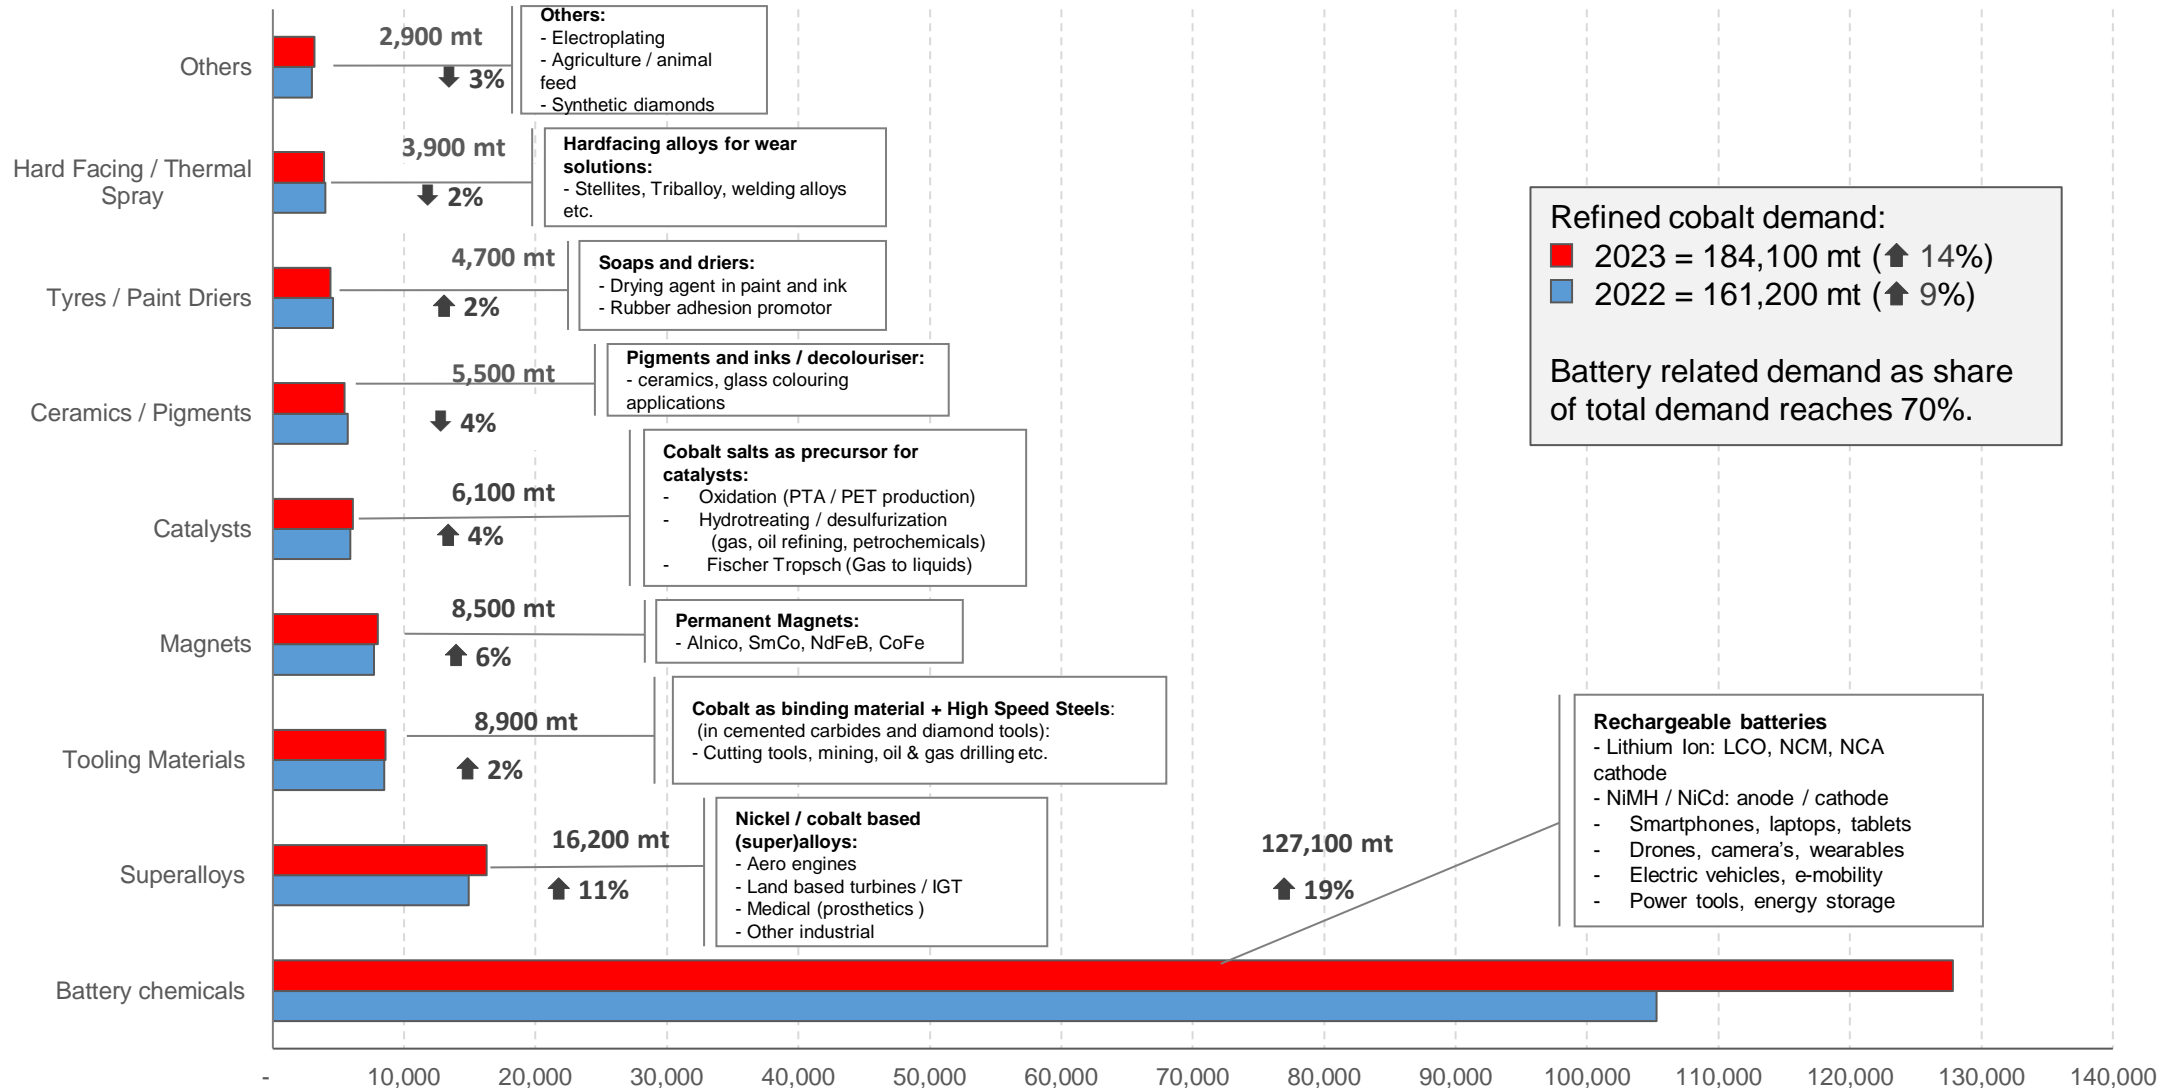 Others
2,900 mt
3%
Others:
- Electroplating
- Agriculture / animal
feed
- Synthetic diamonds
Hard Facing / Thermal
Spray
3,900 mt
2%
Hardfacing alloys for wear
solutions:
- Stellites, Triballoy, welding alloys
etc.
Refined cobalt demand:
2023 = 184,100 mt (🡅 14%)
2022 = 161,200 mt (🡅 9%)
Battery related demand as share
of total demand reaches 70%.
Tyres / Paint Driers
4,700 mt
2%
Soaps and driers:
- Drying agent in paint and ink
- Rubber adhesion promotor
Ceramics / Pigments
5,500 mt
4%
Pigments and inks / decolouriser:
- ceramics, glass colouring
applications
Catalysts
6,100 mt
4%
Cobalt salts as precursor for
catalysts:
- Oxidation (PTA / PET production)
- Hydrotreating / desulfurization
(gas, oil refining, petrochemicals)
- Fischer Tropsch (Gas to liquids)
Magnets
8,500 mt
6%
Permanent Magnets:
- Alnico, SmCo, NdFeB, CoFe
Tooling Materials
8,900 mt
2%
Cobalt as binding material + High Speed Steels:
(in cemented carbides and diamond tools):
- Cutting tools, mining, oil & gas drilling etc.
Superalloys
16,200 mt
11%
Nickel / cobalt based
(super)alloys:
- Aero engines
- Land based turbines / IGT
- Medical (prosthetics )
- Other industrial
127,100 mt
19%
Rechargeable batteries
- Lithium Ion: LCO, NCM, NCA
cathode
- NiMH / NiCd: anode / cathode
- Smartphones, laptops, tablets
- Drones, camera's, wearables
- Electric vehicles, e-mobility
- Power tools, energy storage
Battery chemicals
- 10,000 20,000 30,000 40,000 50,000 60,000 70,000 80,000 90,000 100,000 110,000 120,000 130,000 140,000